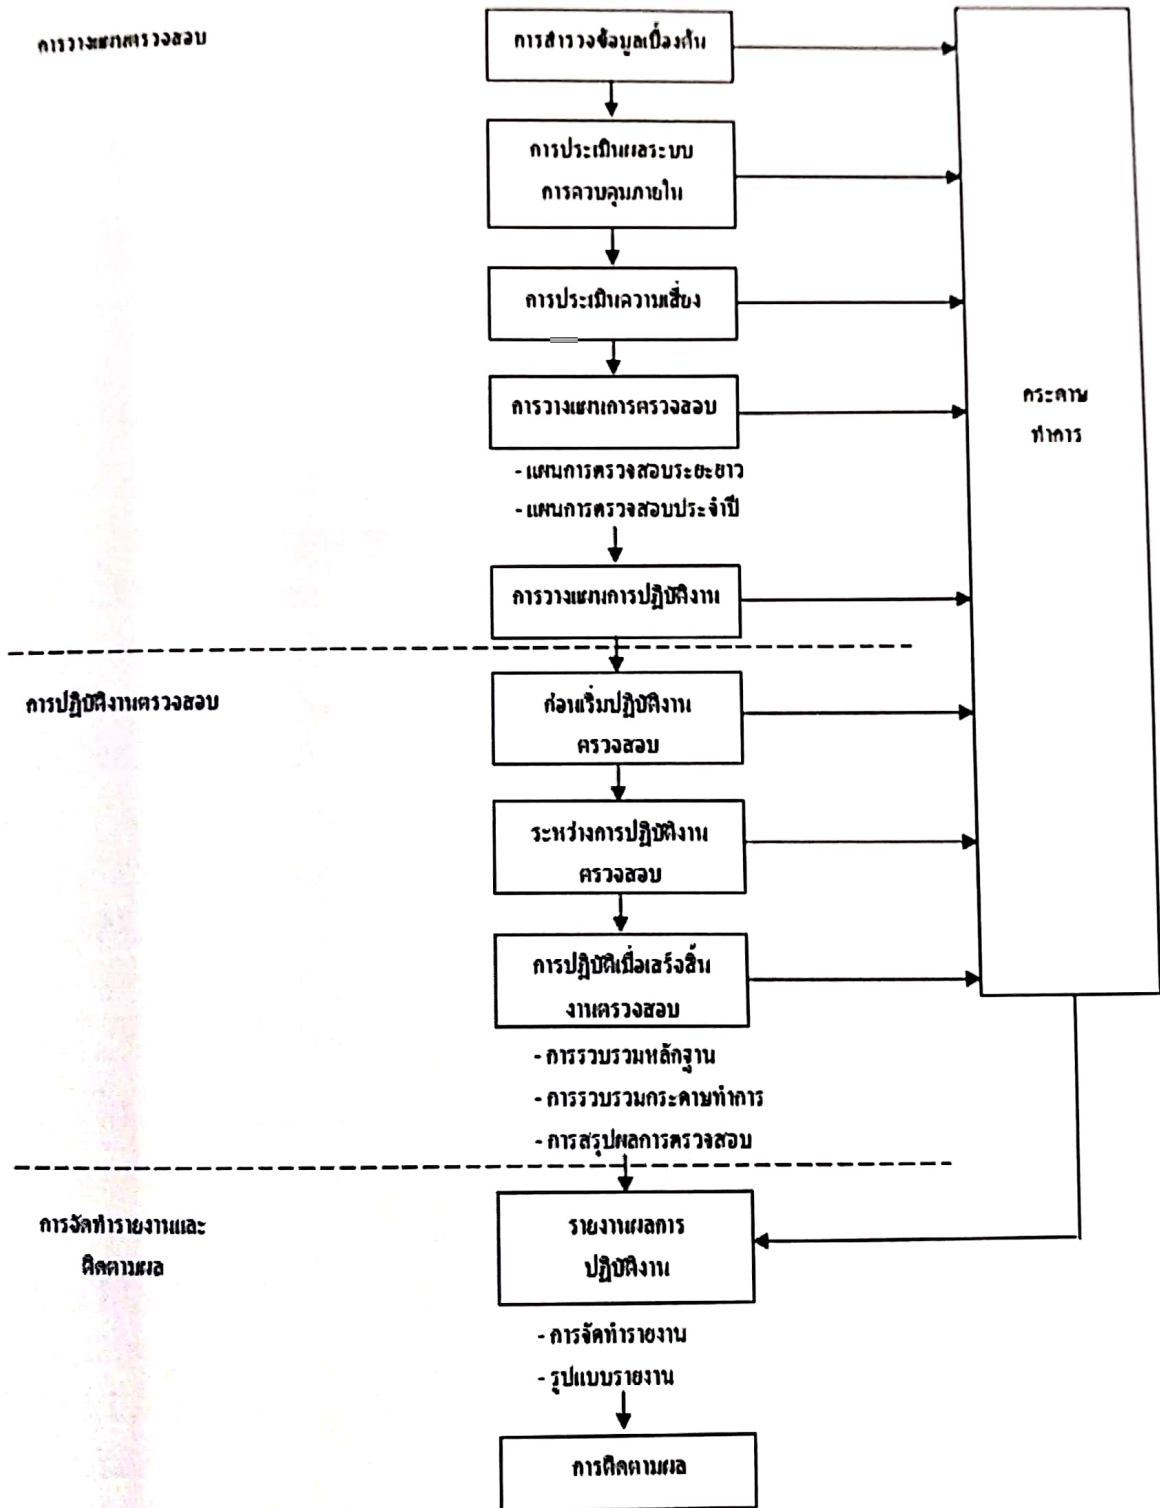 การวางแผนตรวจสอบ
การสำรวจข้อมูลเบื้องต้น
การประเมินผลระบบ
การควบคุมภายใน
การประเมินความเสี่ยง
การวางแผนการตรวจสอบ
- แผนการตรวจสอบระยะยาว
- แผนการตรวจสอบประจำปี
การวางแผนการปฏิบัติงาน
กระดาษ
ทำการ
การปฏิบัติงานตรวจสอบ
ก่อนเริ่มปฏิบัติงาน
ตรวจสอบ
ระหว่างการปฏิบัติงาน
ตรวจสอบ
การปฏิบัติเมื่อเสร็จสิ้น
งานตรวจสอบ
- การรวบรวมหลักฐาน
- การรวบรวมกระดาษทำการ
- การสรุปผลการตรวจสอบ
การจัดทำรายงานและ
ติดตามผล
รายงานผลการ
ปฏิบัติงาน
- การจัดทำรายงาน
- รูปแบบรายงาน
การติดตามผล